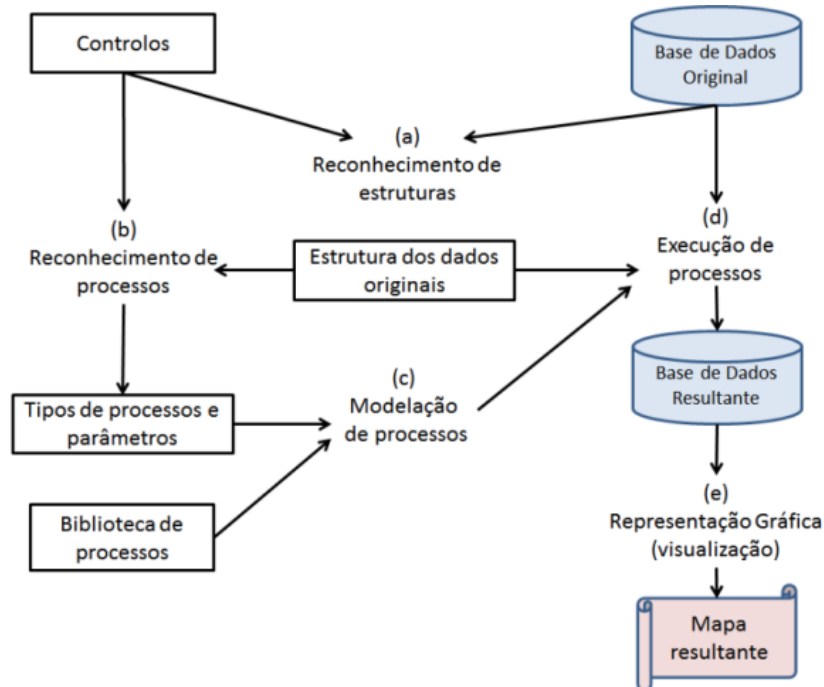 Controlos
Base de Dados
Original
(a)
Reconhecimento de
estruturas
(b)
Reconhecimento de
processos
Estrutura dos dados
originais
(d)
Execução de
processos
(c)
Modelação
de processos
Tipos de processos e
parâmetros
Base de Dados
Resultante
Biblioteca de
processos
(e)
Representação Gráfica
(visualização)
Mapa
resultante